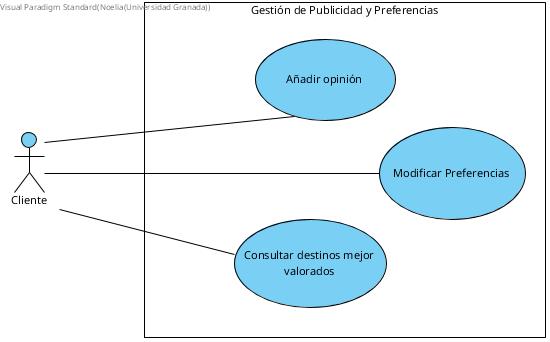 Visual Paradigm Standard(Noelia(Universidad Granada))
Gestión de Publicidad y Preferencias
Añadir opinión
Modificar Preferencias
Cliente
Consultar destinos mejor
valorados